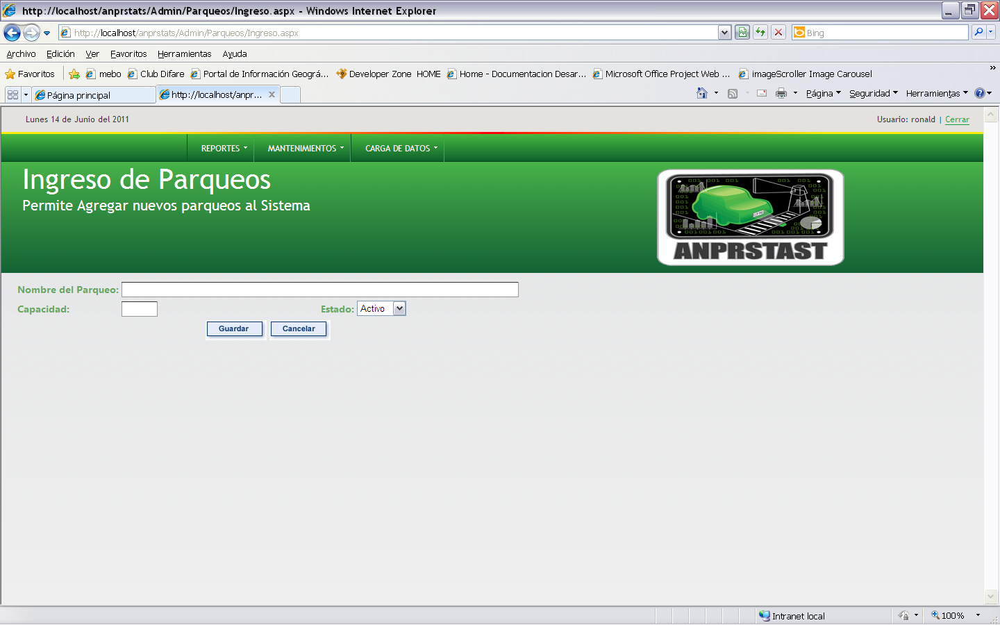 http://localhost/anprstats/Admin/Parqueos/Ingreso.aspx - Windows Internet Explorer
http://localhost/anprstats/Admin/Parqueos/Ingreso.aspx
Bing
Archivo Edición Ver Favoritos Herramientas Ayuda
Favoritos mebo Club Difare Portal de Información Geográ... Developer Zone HOME Home - Documentacion Desar... Microsoft Office Project Web ... imageScroller Image Carousel »
Página principal http://localhost/anpr... Página Seguridad Herramientas
Lunes 14 de Junio del 2011 Usuario: ronald | Cerrar
REPORTES MANTENIMIENTOS CARGA DE DATOS
Ingreso de Parqueos
Permite Agregar nuevos parqueos al Sistema
ANPRSTAST
Nombre del Parqueo:
Capacidad: Estado: Activo
Guardar Cancelar
Intranet local 100%